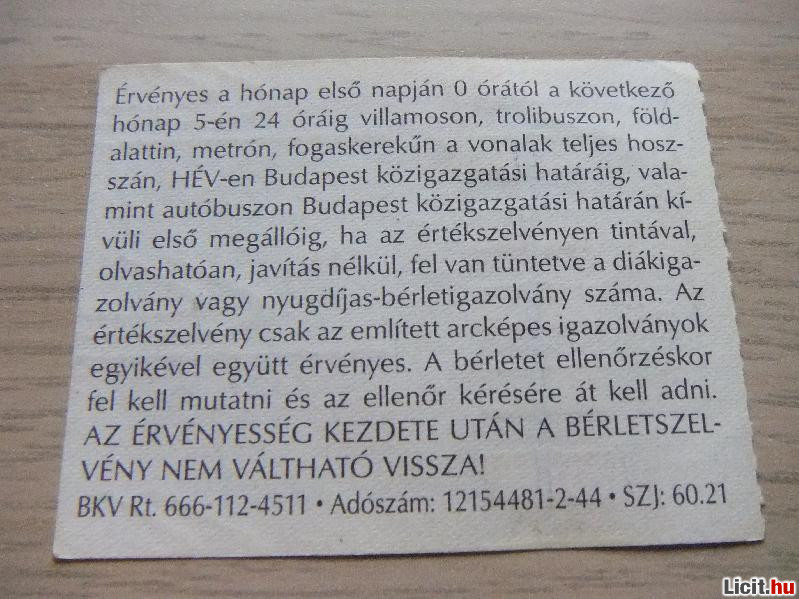 Érvényes a hónap első napján 0 órától a következő
hónap 5-én 24 óráig villamoson, trolibuszon, föld-
alattin, metrón, fogaskerekűn a vonalak teljes hosz-
szán, HÉV-en Budapest közigazgatási határáig, vala-
mint autóbuszon Budapest közigazgatási határán kí-
vüli első megállóig, ha az értékszelvényen tintával,
olvashatóan, javítás nélkül, fel van tüntetve a diákiga-
zolvány vagy nyugdíjas-bérletigazolvány száma. Az
értékszelvény csak az említett arcképes igazolványok
egyikével együtt érvényes. A bérletet ellenőrzéskor
fel kell mutatni és az ellenőr kérésére át kell adni.
AZ ÉRVÉNYESSÉG KEZDETE UTÁN A BÉRLETSZEL-
VÉNY NEM VÁLTHATÓ VISSZA!
BKV Rt. 666-112-4511 • Adószám: 12154481-2-44 • SZJ: 60.21
Licit.hu